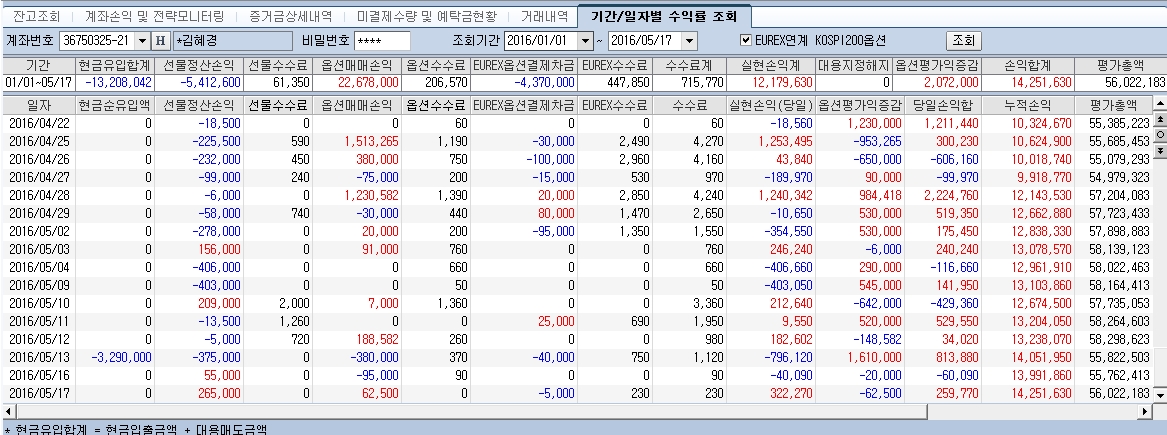 잔고조회 | 계좌손익 및 전략모니터링 | 증거금상세내역 | 미결제수량 및 예탁금현황 | 거래내역 | 기간/일자별 수익률 조회
계좌번호 36750325-21 H *김혜경 비밀번호 **** 조회기간 2016/01/01 ~ 2016/05/17 EUREX연계 KOSPI200옵션 조회
기간 현금유입합계 선물정산손익 선물수수료 옵션매매손익 옵션수수료 EUREX옵션결제차금 EUREX수수료 수수료계 실현손익계 대용지정해지 옵션평가익증감 손익합계 평가총액
01/01~05/17 -13,208,042 -5,412,600 61,350 22,678,000 206,570 -4,370,000 447,850 715,770 12,179,630 0 2,072,000 14,251,630 56,022,183
일자 현금순유입액 선물정산손익 선물수수료 옵션매매손익 옵션수수료 EUREX옵션결제차금 EUREX수수료 수수료 실현손익(당일) 옵션평가익증감 당일손익합 누적손익 평가총액
2016/04/22 0 -18,500 0 0 60 0 0 60 -18,560 1,230,000 1,211,440 10,324,670 55,385,223
2016/04/25 0 -225,500 590 1,513,265 1,190 -30,000 2,490 4,270 1,253,495 -953,265 300,230 10,624,900 55,685,453
2016/04/26 0 -232,000 450 380,000 750 -100,000 2,960 4,160 43,840 -650,000 -606,160 10,018,740 55,079,293
2016/04/27 0 -99,000 240 -75,000 200 -15,000 530 970 -189,970 90,000 -99,970 9,918,770 54,979,323
2016/04/28 0 -6,000 0 1,230,582 1,390 20,000 2,850 4,240 1,240,342 984,418 2,224,760 12,143,530 57,204,083
2016/04/29 0 -58,000 740 -30,000 440 80,000 1,470 2,650 -10,650 530,000 519,350 12,662,880 57,723,433
2016/05/02 0 -278,000 0 20,000 200 -95,000 1,350 1,550 -354,550 530,000 175,450 12,838,330 57,898,883
2016/05/03 0 156,000 0 91,000 760 0 0 760 246,240 -6,000 240,240 13,078,570 58,139,123
2016/05/04 0 -406,000 0 0 660 0 0 660 -406,660 290,000 -116,660 12,961,910 58,022,463
2016/05/09 0 -403,000 0 0 50 0 0 50 -403,050 545,000 141,950 13,103,860 58,164,413
2016/05/10 0 209,000 2,000 7,000 1,360 0 0 3,360 212,640 -642,000 -429,360 12,674,500 57,735,053
2016/05/11 0 -13,500 1,260 0 0 25,000 690 1,950 9,550 520,000 529,550 13,204,050 58,264,603
2016/05/12 0 -5,000 720 188,582 260 0 0 980 182,602 -148,582 34,020 13,238,070 58,298,623
2016/05/13 -3,290,000 -375,000 0 -380,000 370 -40,000 750 1,120 -796,120 1,610,000 813,880 14,051,950 55,822,503
2016/05/16 0 55,000 0 -95,000 90 0 0 90 -40,090 -20,000 -60,090 13,991,860 55,762,413
2016/05/17 0 265,000 0 62,500 0 -5,000 230 230 322,270 -62,500 259,770 14,251,630 56,022,183
* 현금유입합계 = 현금입출금액 + 대용매도금액